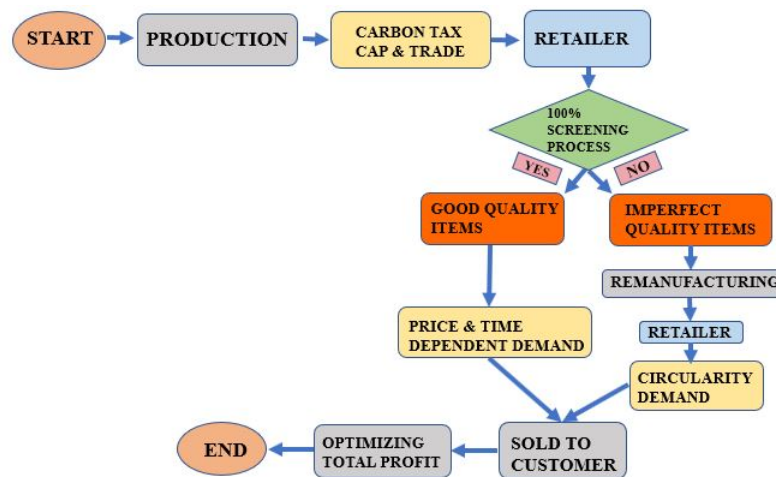 START
PRODUCTION
CARBON TAX
CAP & TRADE
RETAILER
100%
SCREENING
PROCESS
YES
NO
GOOD QUALITY
ITEMS
IMPERFECT
QUALITY ITEMS
REMANUFACTURING
RETAILER
PRICE & TIME
DEPENDENT DEMAND
CIRCULARITY
DEMAND
SOLD TO
CUSTOMER
OPTIMIZING
TOTAL PROFIT
END